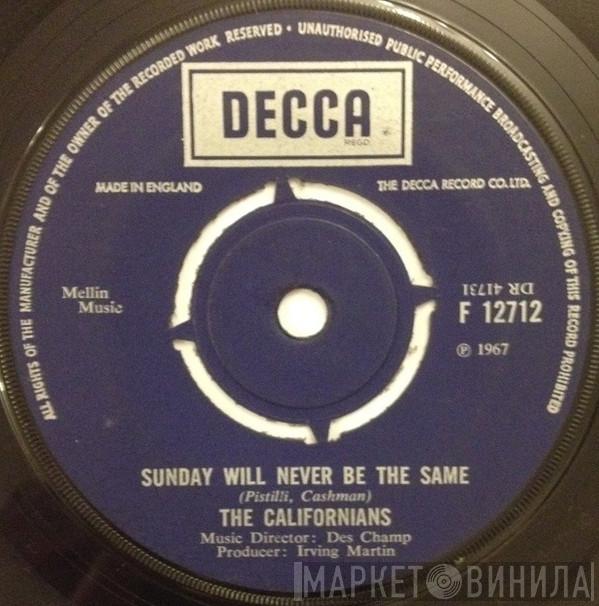 ALL RIGHTS OF THE MANUFACTURER AND OF THE OWNER OF THE RECORDED WORK RESERVED • UNAUTHORISED PUBLIC PERFORMANCE BROADCASTING AND COPYING OF THIS RECORD PROHIBITED
DECCA
REGD.
MADE IN ENGLAND
THE DECCA RECORD CO. LTD.
Mellin
Music
DR 41731
F 12712
℗ 1967
SUNDAY WILL NEVER BE THE SAME
(Pistilli, Cashman)
THE CALIFORNIANS
Music Director: Des Champ
Producer: Irving Martin
МАРКЕТ ВИНИЛА